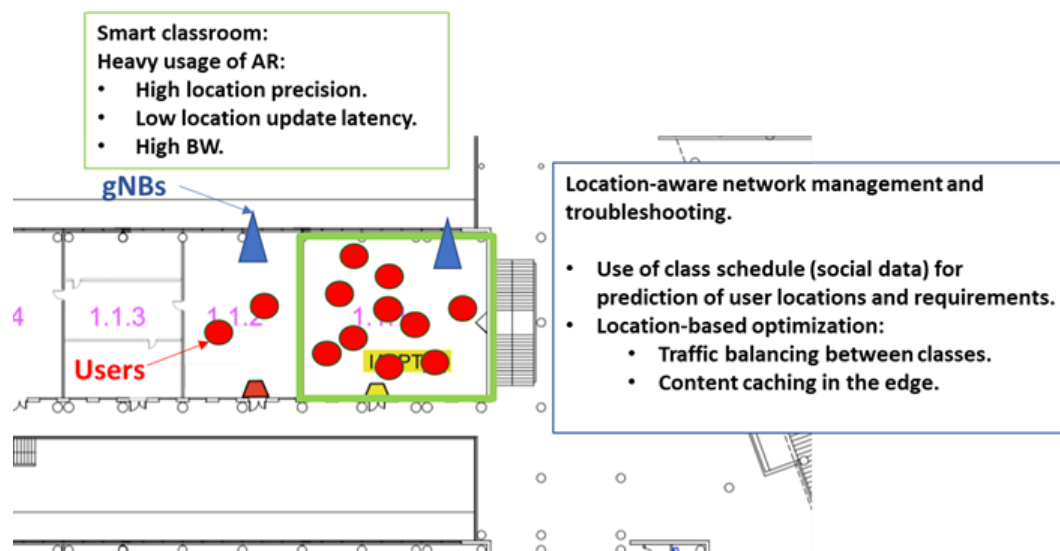 Smart classroom:
Heavy usage of AR:
• High location precision.
• Low location update latency.
• High BW.
gNBs
Location-aware network management and
troubleshooting.
• Use of class schedule (social data) for
prediction of user locations and requirements.
• Location-based optimization:
• Traffic balancing between classes.
• Content caching in the edge.
4
1.1.3
1.1.2
Users